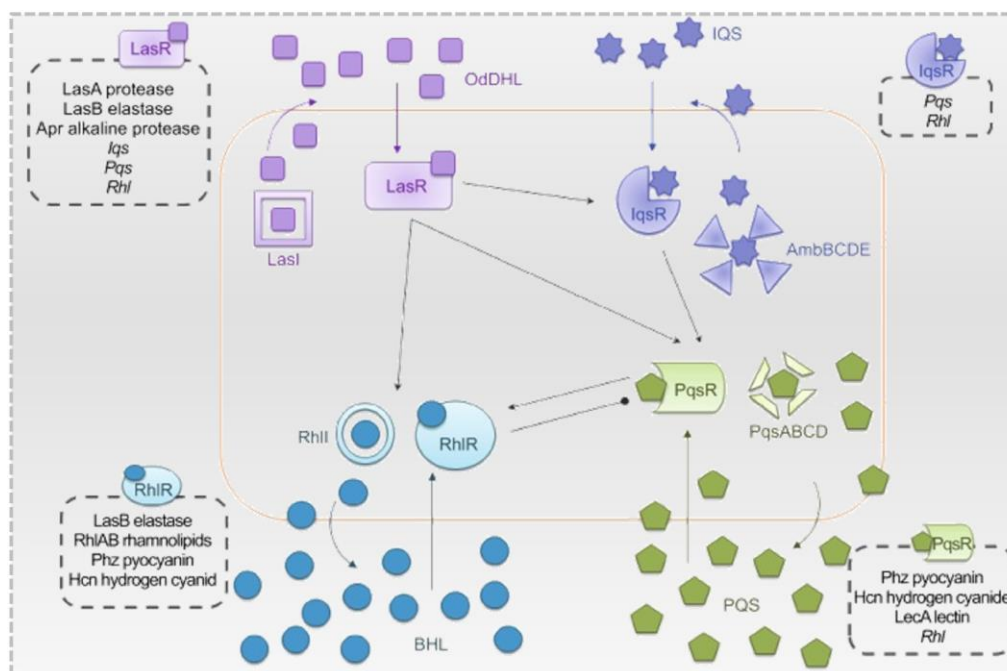 LasR
LasA protease
LasB elastase
Apr alkaline protease
Iqs
Pqs
Rhl
OdDHL
IQS
IqsR
Pqs
Rhl
LasR
LasI
IqsR
AmbBCDE
PqsR
PqsABCD
RhlI
RhlR
RhlR
LasB elastase
RhlAB rhamnolipids
Phz pyocyanin
Hcn hydrogen cyanid
BHL
PQS
PqsR
Phz pyocyanin
Hcn hydrogen cyanide
LecA lectin
Rhl